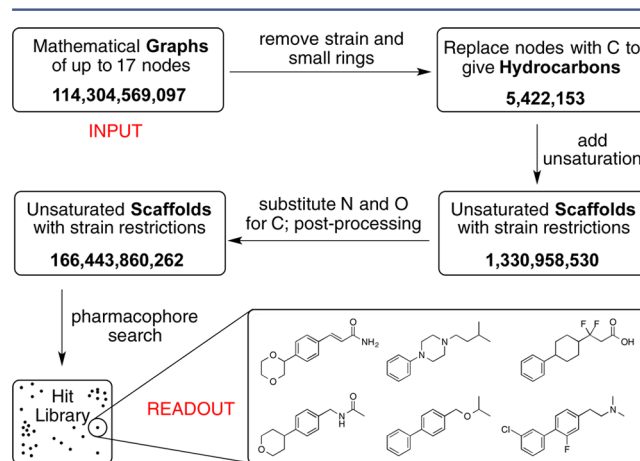 Mathematical Graphs
of up to 17 nodes
114,304,569,097
INPUT
remove strain and
small rings
Replace nodes with C to
give Hydrocarbons
5,422,153
add
unsaturation
Unsaturated Scaffolds
with strain restrictions
1,330,958,530
substitute N and O
for C; post-processing
Unsaturated Scaffolds
with strain restrictions
166,443,860,262
pharmacophore
search
Hit
Library
READOUT
O
NH2
O
O
N
N
F F
O
OH
O
N
H
O
O
Cl
F
N